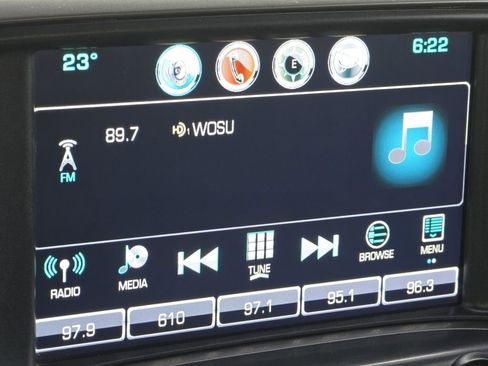 23°
6:22
E
89.7 HD1 WOSU
FM
RADIO
MEDIA
TUNE
BROWSE
MENU
97.9 610 97.1 95.1 96.3